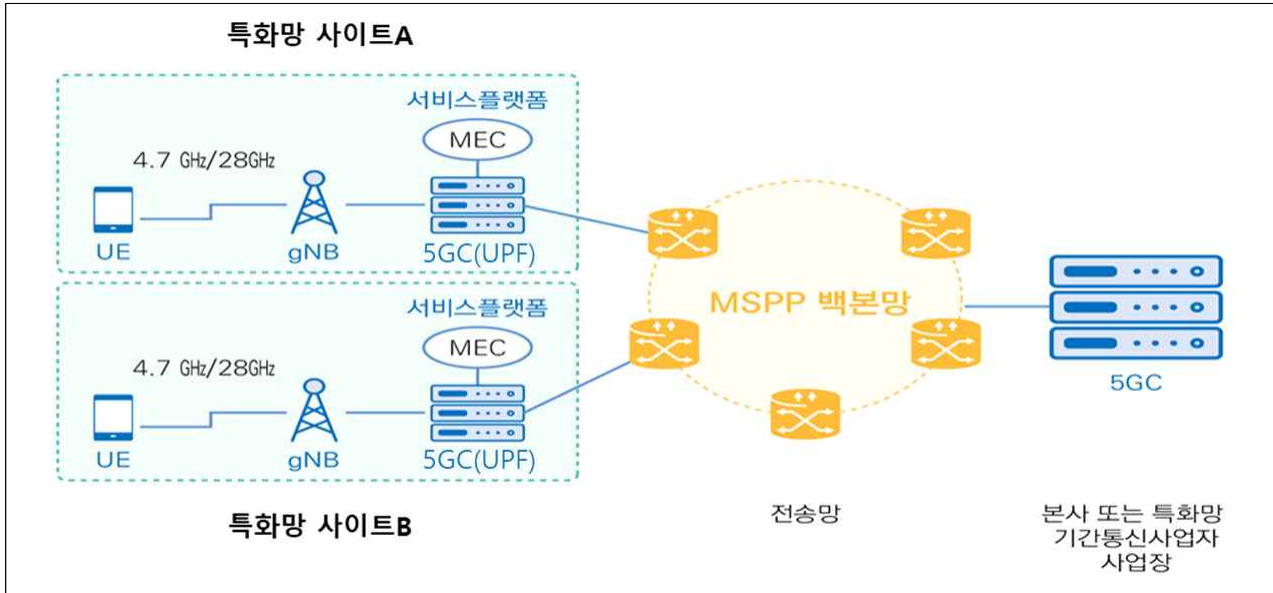 특화망 사이트A
서비스플랫폼
MEC
4.7 GHz/28GHz
UE
gNB
5GC(UPF)
서비스플랫폼
MEC
4.7 GHz/28GHz
UE
gNB
5GC(UPF)
특화망 사이트B
MSPP 백본망
전송망
5GC
본사 또는 특화망
기간통신사업자
사업장